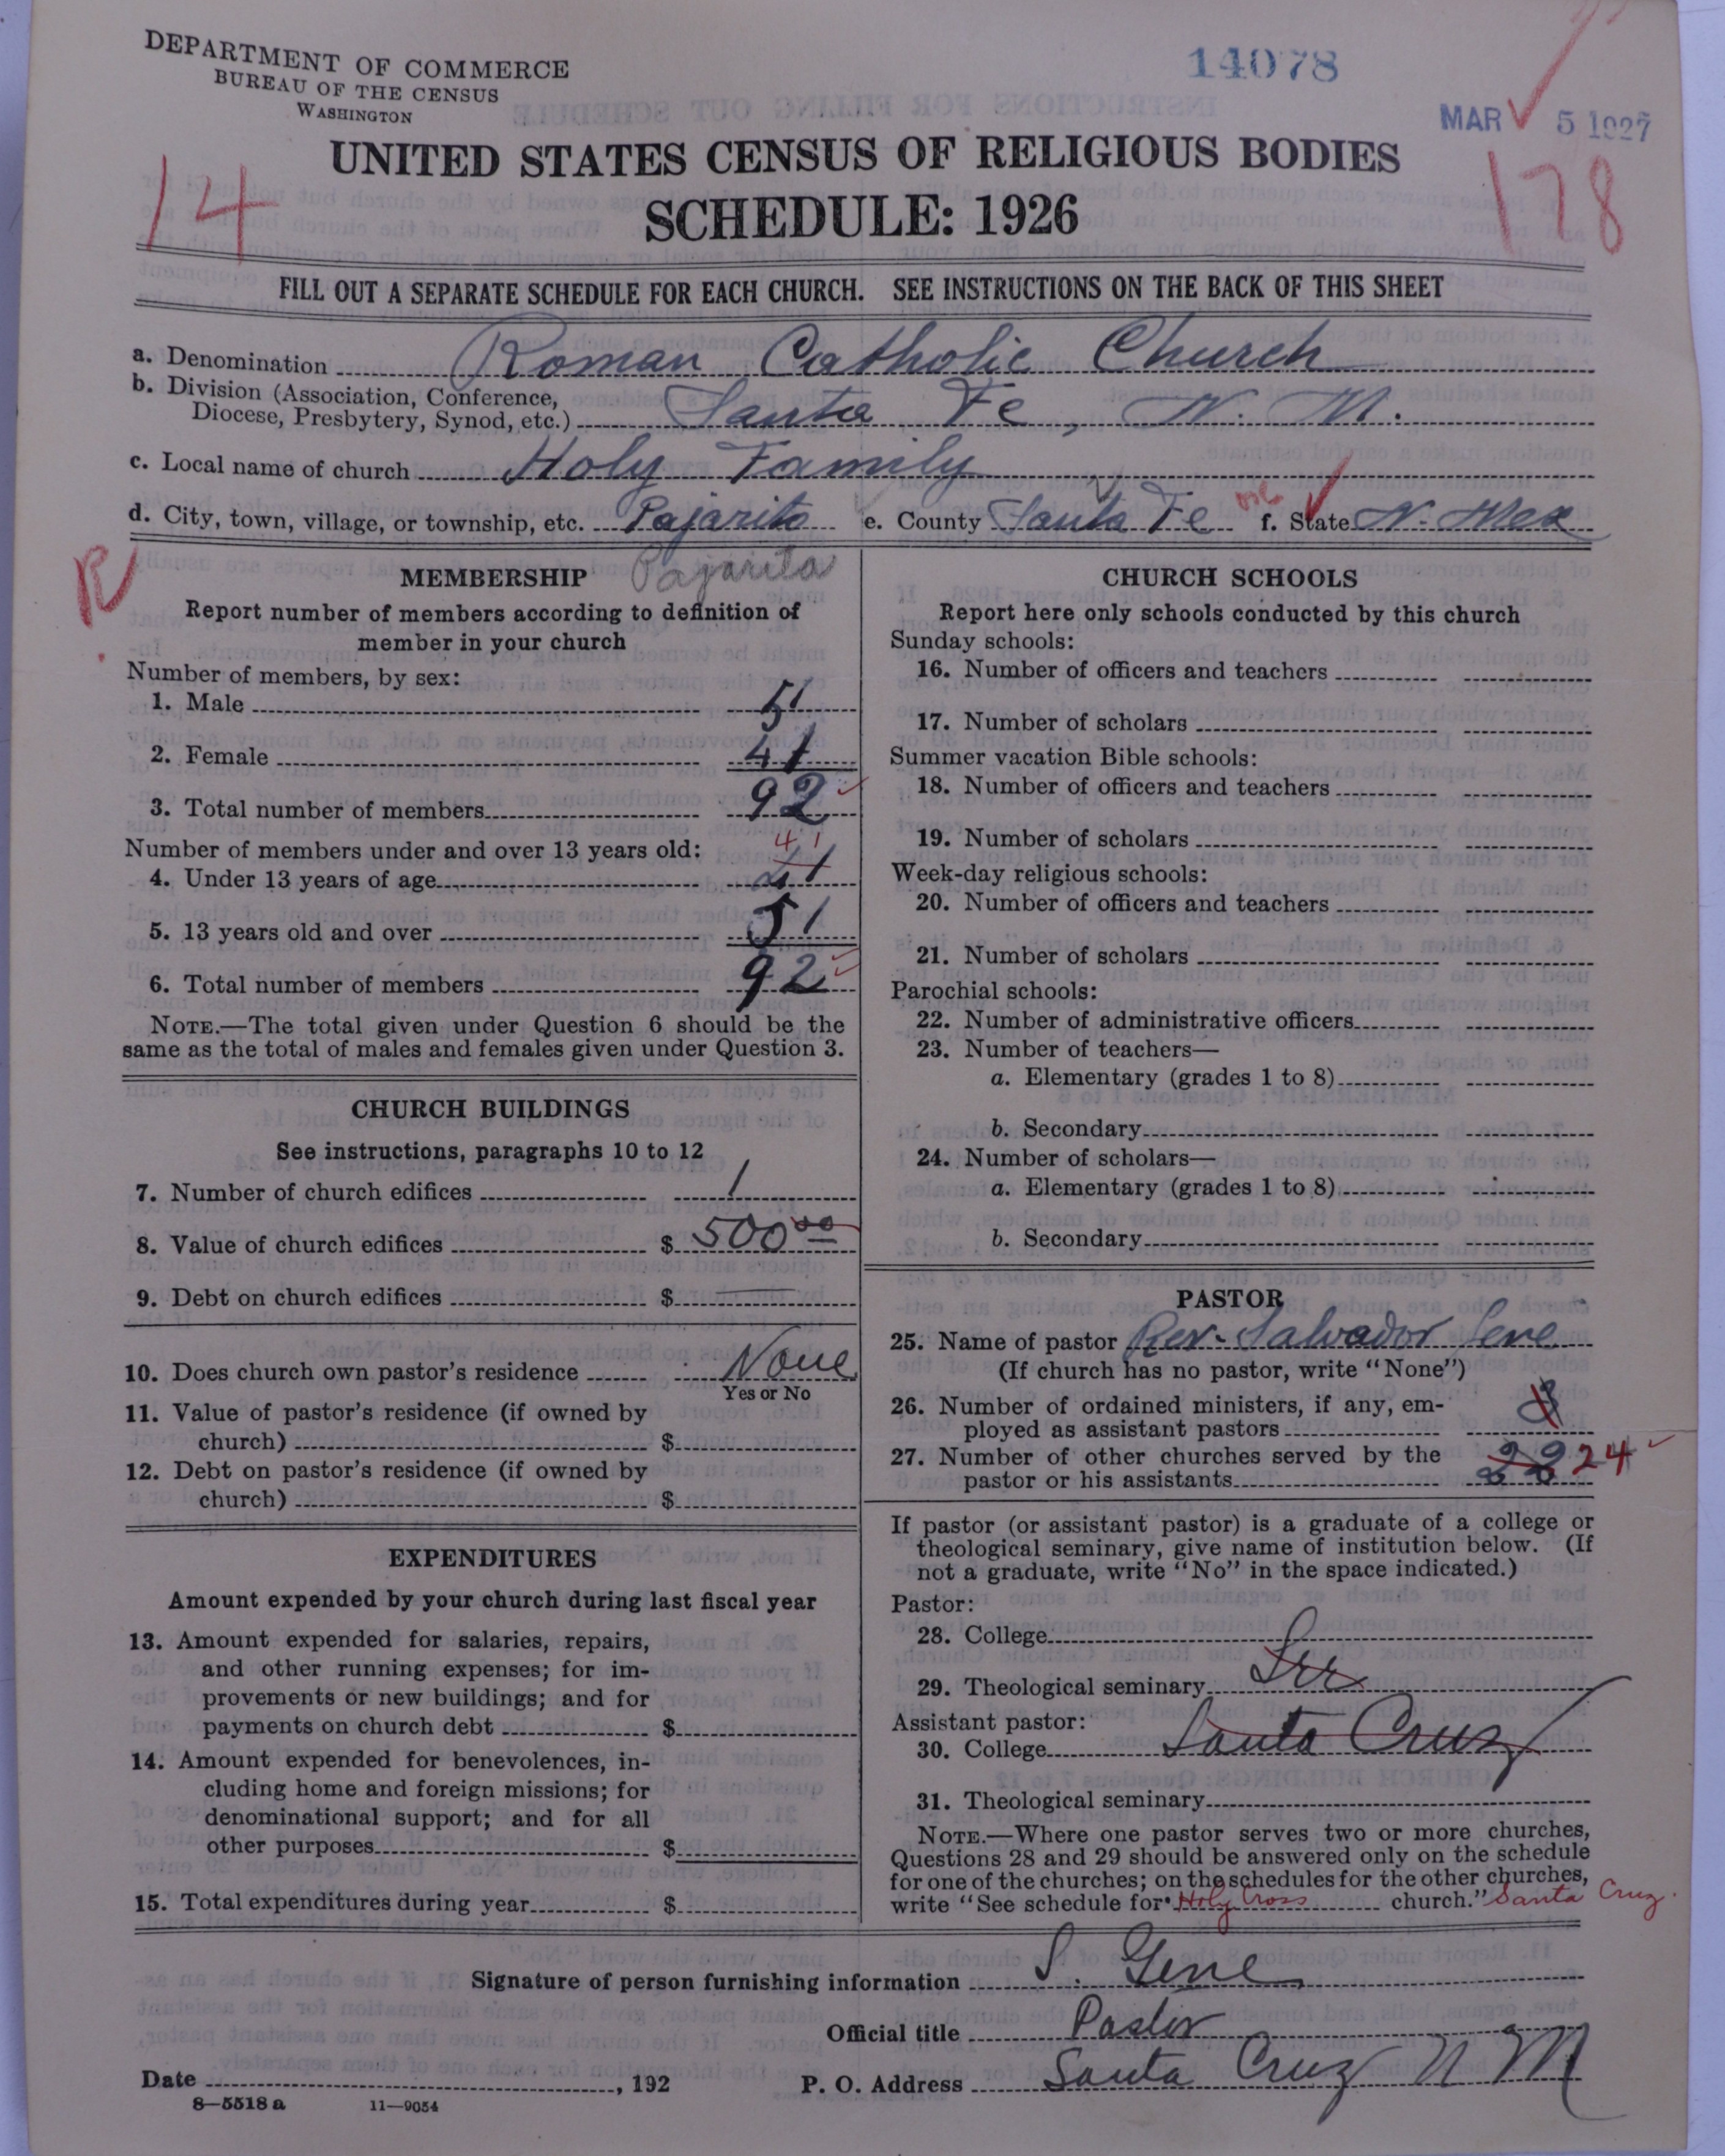 DEPARTMENT OF COMMERCE
BUREAU OF THE CENSUS
WASHINGTON
14078
MAR 5 1927
UNITED STATES CENSUS OF RELIGIOUS BODIES
14
178
SCHEDULE: 1926
FILL OUT A SEPARATE SCHEDULE FOR EACH CHURCH. SEE INSTRUCTIONS ON THE BACK OF THIS SHEET
a. Denomination Roman Catholic Church
b. Division (Association, Conference,
Diocese, Presbytery, Synod, etc.) Santa Fe, N. M.
c. Local name of church Holy Family
d. City, town, village, or township, etc. Pajarito e. County Santa Fe f. State N. Mex
R
MEMBERSHIP Pajarita
Report number of members according to definition of
member in your church
Number of members, by sex:
1. Male 51
2. Female 41
3. Total number of members 92
Number of members under and over 13 years old:
41
4. Under 13 years of age 41
5. 13 years old and over 51
6. Total number of members 92
NOTE.—The total given under Question 6 should be the
same as the total of males and females given under Question 3.
CHURCH BUILDINGS
See instructions, paragraphs 10 to 12
7. Number of church edifices 1
8. Value of church edifices $ 500 00
9. Debt on church edifices $ —
10. Does church own pastor's residence None
Yes or No
11. Value of pastor's residence (if owned by
church) $
12. Debt on pastor's residence (if owned by
church) $
EXPENDITURES
Amount expended by your church during last fiscal year
13. Amount expended for salaries, repairs,
and other running expenses; for im-
provements or new buildings; and for
payments on church debt $
14. Amount expended for benevolences, in-
cluding home and foreign missions; for
denominational support; and for all
other purposes $
15. Total expenditures during year $
CHURCH SCHOOLS
Report here only schools conducted by this church
Sunday schools:
16. Number of officers and teachers
17. Number of scholars
Summer vacation Bible schools:
18. Number of officers and teachers
19. Number of scholars
Week-day religious schools:
20. Number of officers and teachers
21. Number of scholars
Parochial schools:
22. Number of administrative officers
23. Number of teachers—
a. Elementary (grades 1 to 8)
b. Secondary
24. Number of scholars—
a. Elementary (grades 1 to 8)
b. Secondary
PASTOR
25. Name of pastor Rev. Salvador Gene
(If church has no pastor, write "None")
26. Number of ordained ministers, if any, em-
ployed as assistant pastors
27. Number of other churches served by the
pastor or his assistants 24
If pastor (or assistant pastor) is a graduate of a college or
theological seminary, give name of institution below. (If
not a graduate, write "No" in the space indicated.)
Pastor:
28. College
29. Theological seminary
Assistant pastor:
30. College Santa Cruz
31. Theological seminary
NOTE.—Where one pastor serves two or more churches,
Questions 28 and 29 should be answered only on the schedule
for one of the churches; on the schedules for the other churches,
write "See schedule for Holy Cross church." Santa Cruz.
Signature of person furnishing information S. Gene
Official title Pastor
Date , 192 P. O. Address Santa Cruz N M
8—5518 a 11—9054